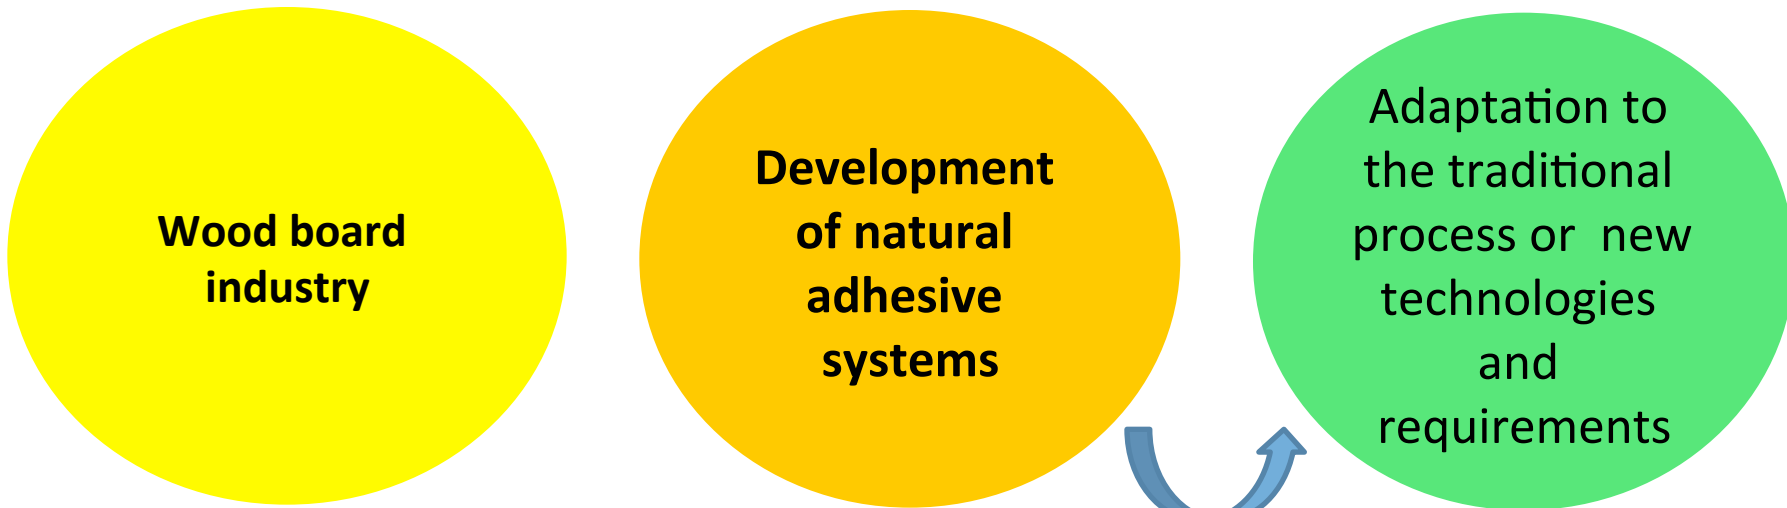 Wood board
industry
Development
of natural
adhesive
systems
Adaptation to
the traditional
process or  new
technologies
and
requirements